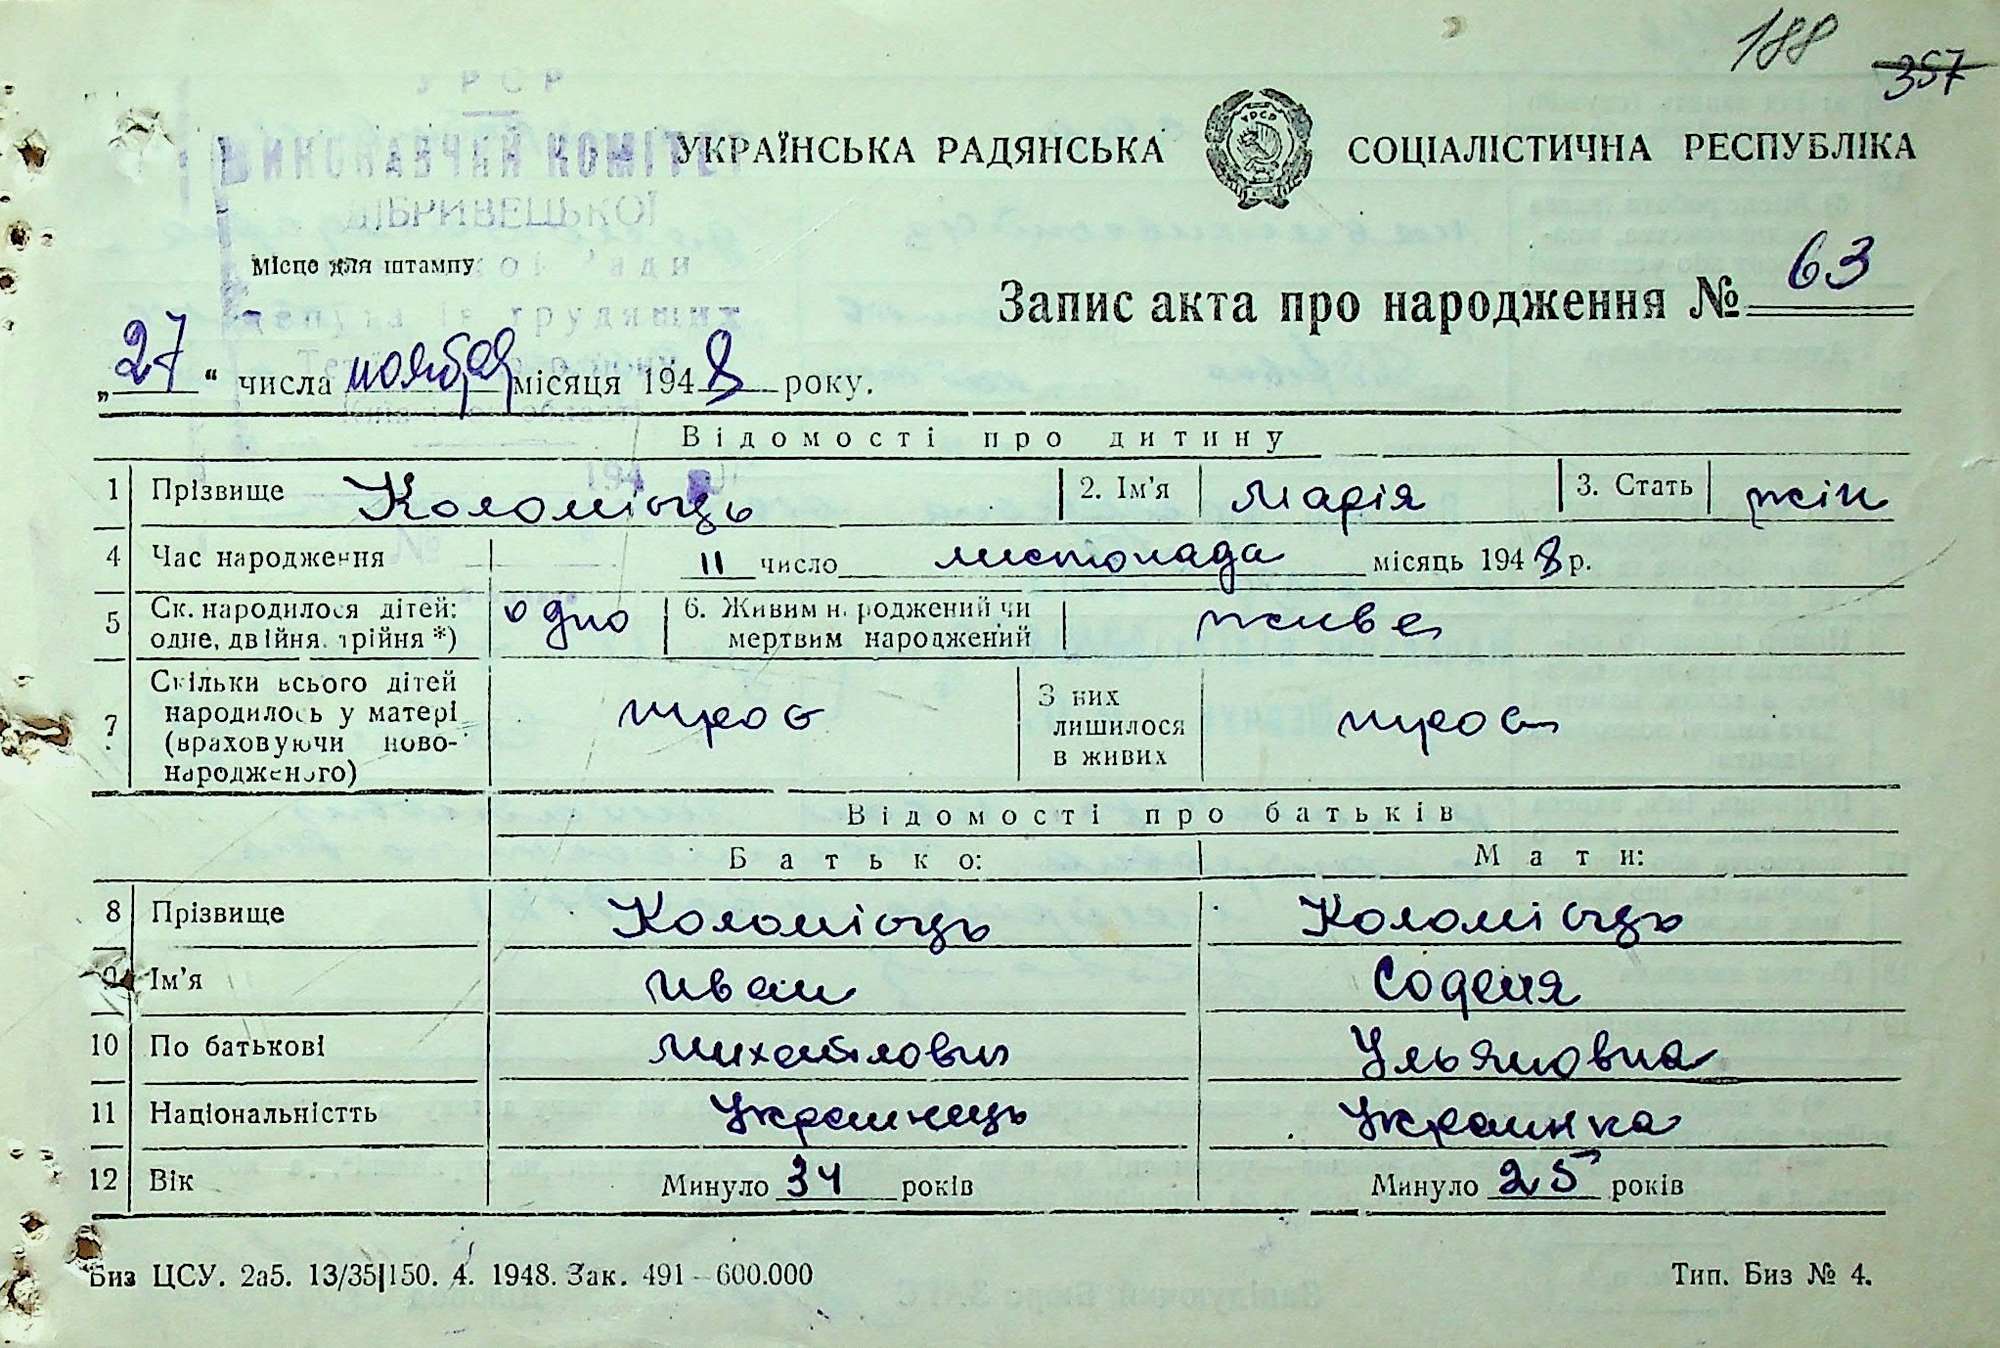 188
357
УРСР
ВИКОНАВЧИЙ КОМІТЕТ
ДІБРИВЕЦЬКОЇ
УКРАЇНСЬКА РАДЯНСЬКА СОЦІАЛІСТИЧНА РЕСПУБЛІКА
Місце для штампу
Запис акта про народження № 63
„27“ числа ноября місяця 1948 року.
Відомості про дитину
1 Прізвище Коломієць 2. Ім'я Марія 3. Стать жін
4 Час народження 11 число листопада місяць 1948 р.
5 Ск. народилося дітей: одне, двійня, трійня *) одно 6. Живим народжений чи мертвим народжений живе
7 Скільки всього дітей народилось у матері (враховуючи новонародженого) троє З них лишилося в живих троє
Відомості про батьків
Батько: Мати:
8 Прізвище Коломієць Коломієць
9 Ім'я Иван
10 По батькові Михайлович Ульяновна
11 Національністть Украинець Украинка
12 Вік Минуло 34 років Минуло 25 років
Биз ЦСУ. 2а5. 13/35|150. 4. 1948. Зак. 491—600.000 Тип. Биз № 4.